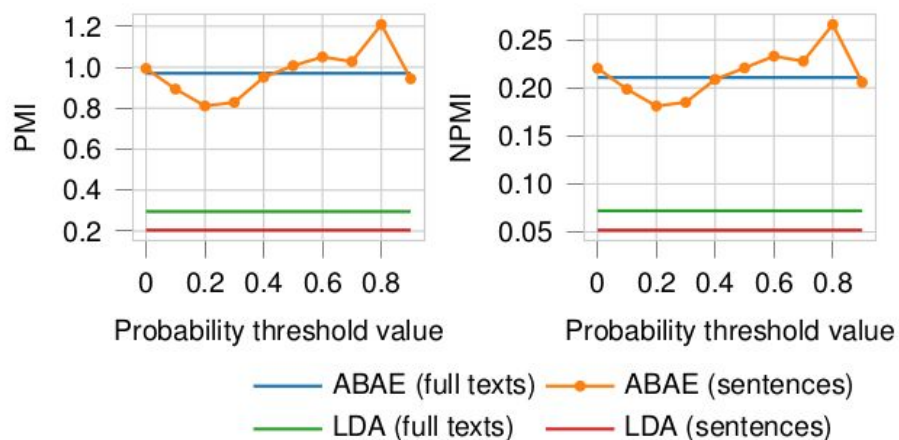 PMI
1.2
1.0
0.8
0.6
0.4
0.2
0 0.2 0.4 0.6 0.8
Probability threshold value
NPMI
0.25
0.20
0.15
0.10
0.05
0 0.2 0.4 0.6 0.8
Probability threshold value
ABAE (full texts) ABAE (sentences)
LDA (full texts) LDA (sentences)